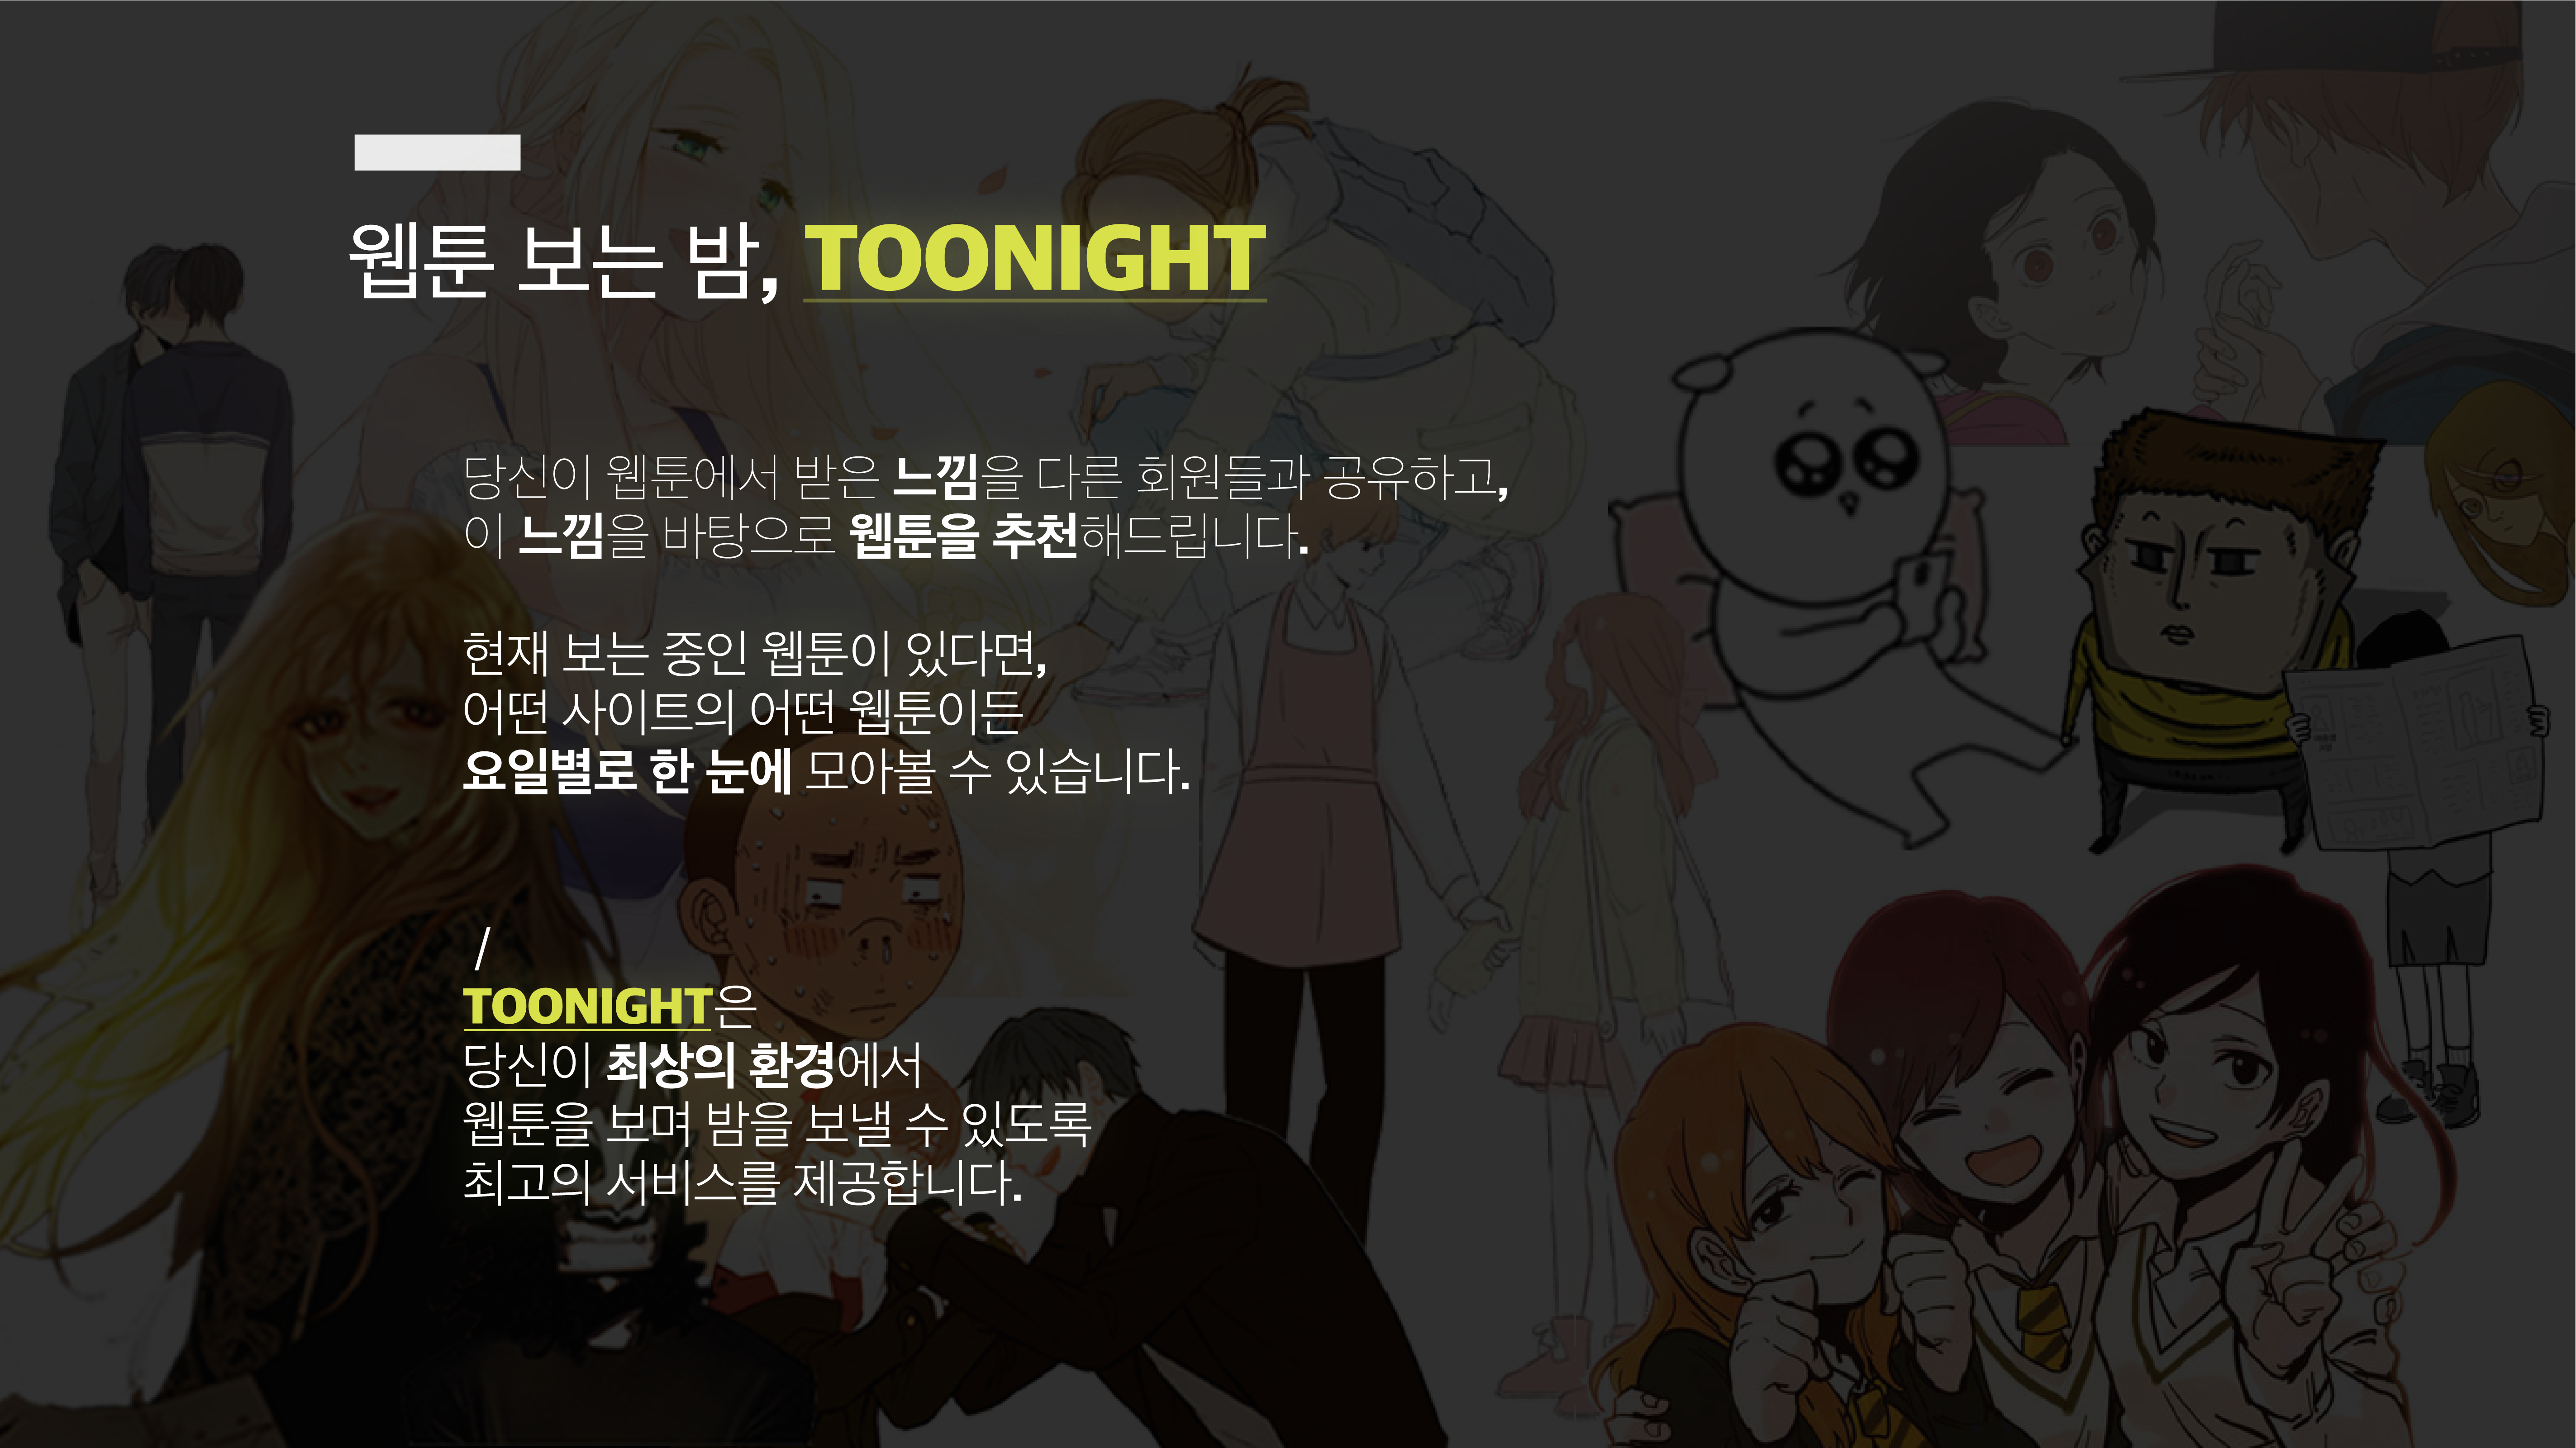 웹툰 보는 밤, TOONIGHT
당신이 웹툰에서 받은 느낌을 다른 회원들과 공유하고,
이 느낌을 바탕으로 웹툰을 추천해드립니다.
현재 보는 중인 웹툰이 있다면,
어떤 사이트의 어떤 웹툰이든
요일별로 한 눈에 모아볼 수 있습니다.
/
TOONIGHT은
당신이 최상의 환경에서
웹툰을 보며 밤을 보낼 수 있도록
최고의 서비스를 제공합니다.